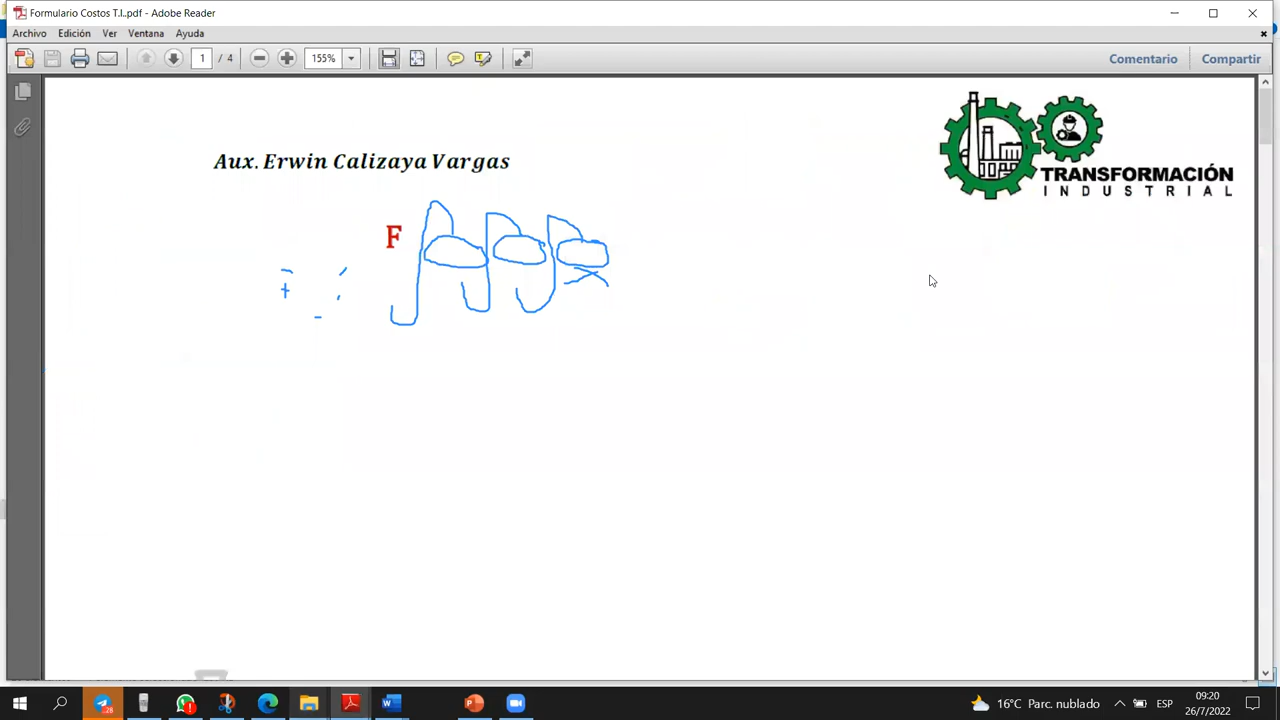 Formulario Costos T.I..pdf - Adobe Reader
Archivo Edición Ver Ventana Ayuda
1 / 4 155% Comentario Compartir
Aux. Erwin Calizaya Vargas
TRANSFORMACIÓN
INDUSTRIAL
F
+
-
28
16°C Parc. nublado ESP 09:20
26/7/2022